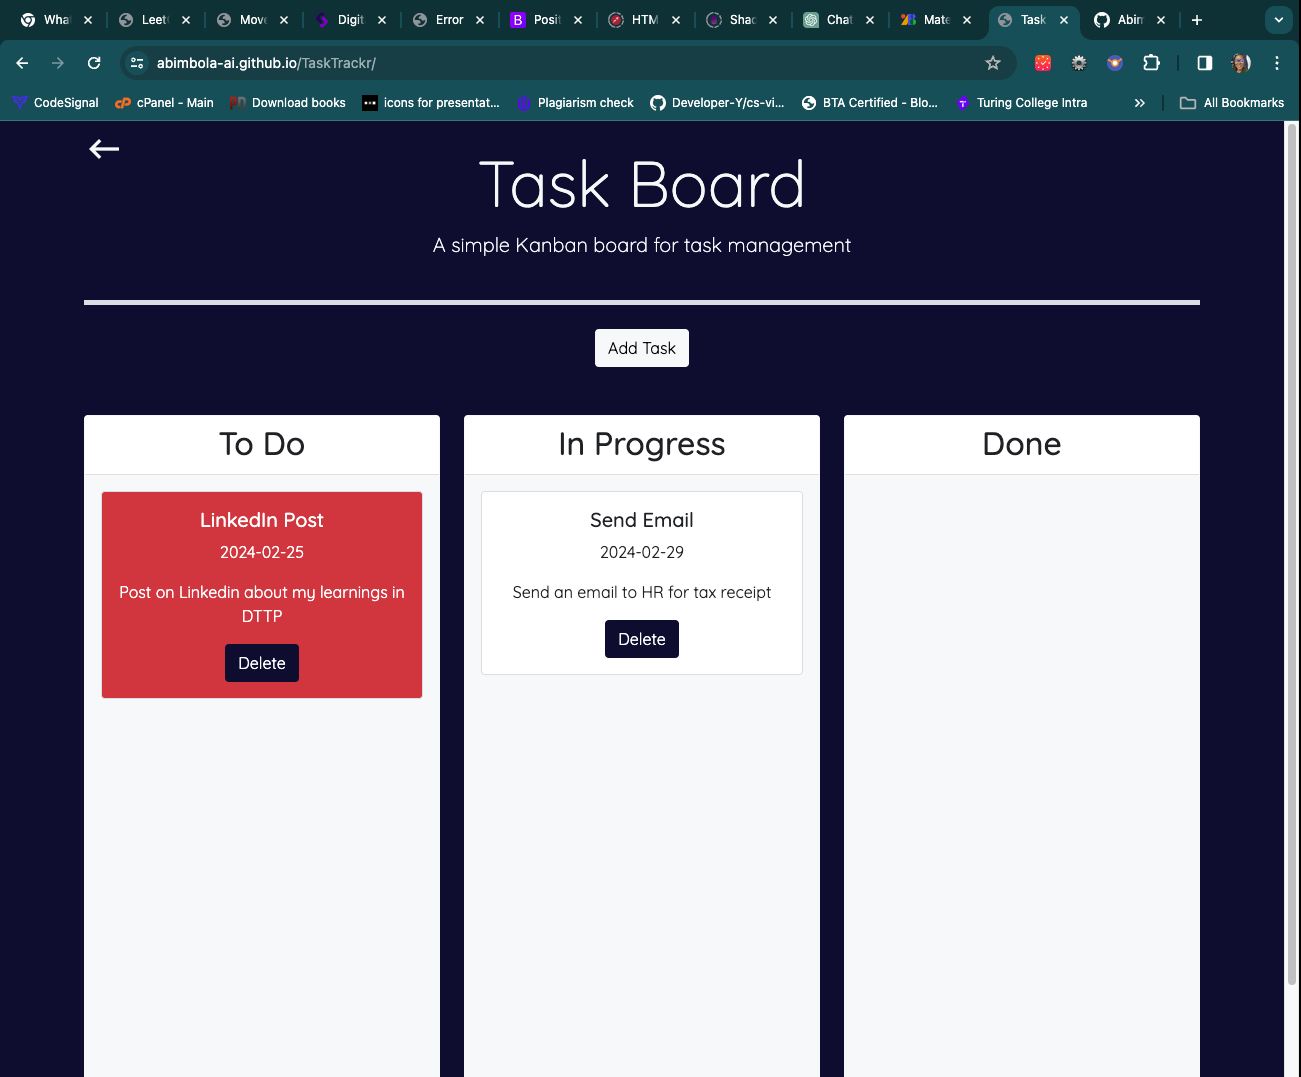 What
Leet
Move
Digit
Error
B
Posit
HTM
Shac
Chat
Mate
Task
Abim
abimbola-ai.github.io/TaskTrackr/
CodeSignal
cP cPanel - Main
Download books
icons for presentat...
Plagiarism check
Developer-Y/cs-vi...
BTA Certified - Blo...
Turing College Intra
»
All Bookmarks
Task Board
A simple Kanban board for task management
Add Task
To Do
LinkedIn Post
2024-02-25
Post on Linkedin about my learnings in
DTTP
Delete
In Progress
Send Email
2024-02-29
Send an email to HR for tax receipt
Delete
Done